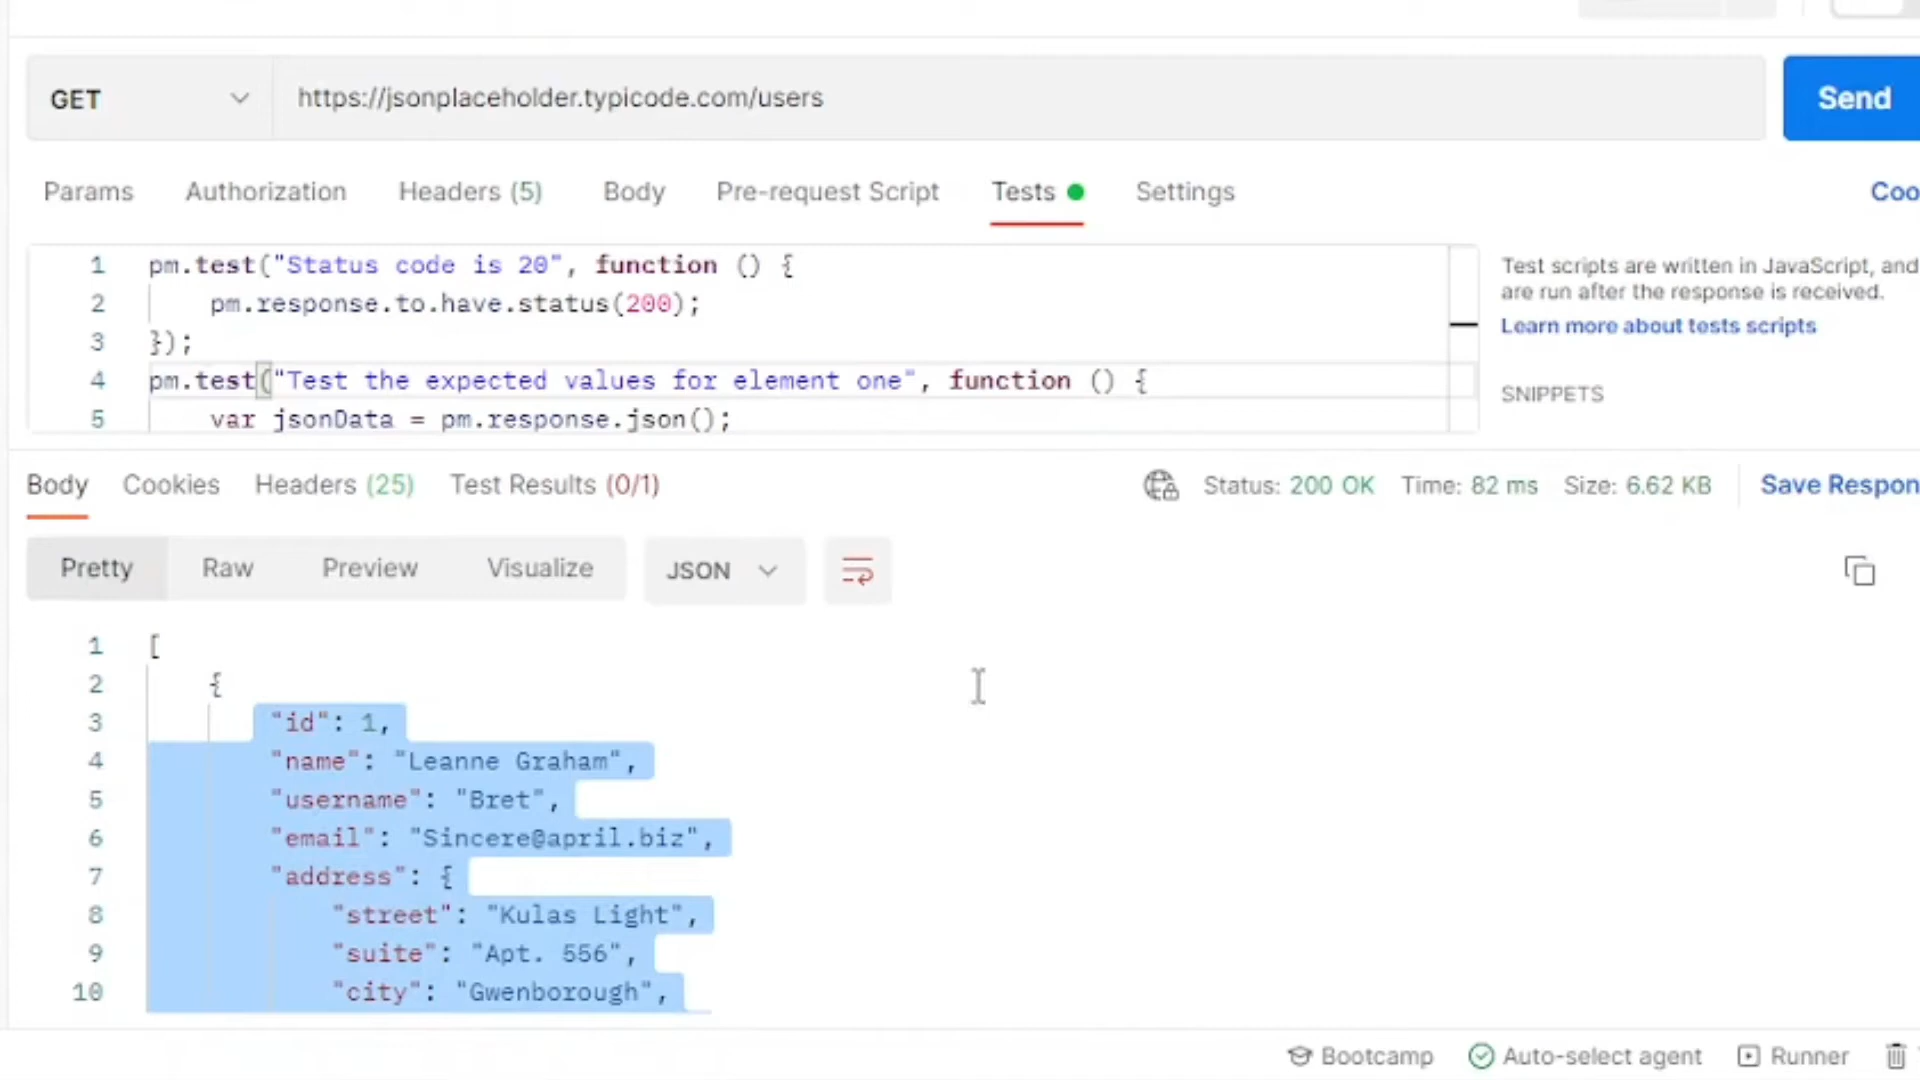 GET
https://jsonplaceholder.typicode.com/users
Send
Params Authorization Headers (5) Body Pre-request Script Tests Settings Coo
1 pm.test("Status code is 20", function () {
2 pm.response.to.have.status(200);
3 });
4 pm.test("Test the expected values for element one", function () {
5 var jsonData = pm.response.json();
Test scripts are written in JavaScript, and
are run after the response is received.
Learn more about tests scripts
SNIPPETS
Body Cookies Headers (25) Test Results (0/1) Status: 200 OK Time: 82 ms Size: 6.62 KB Save Respon
Pretty Raw Preview Visualize JSON
1 [
2 {
3 "id": 1,
4 "name": "Leanne Graham",
5 "username": "Bret",
6 "email": "Sincere@april.biz",
7 "address": {
8 "street": "Kulas Light",
9 "suite": "Apt. 556",
10 "city": "Gwenborough",
Bootcamp Auto-select agent Runner